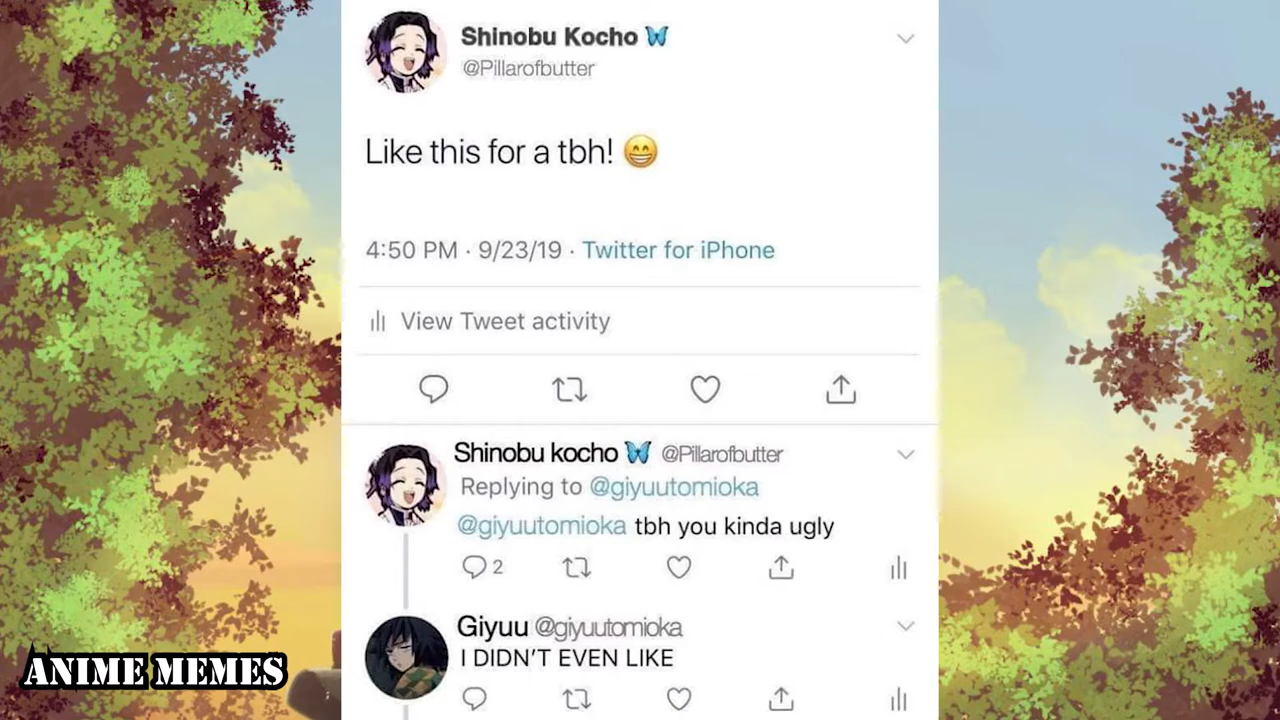 Shinobu Kocho 🦋
@Pillarofbutter
Like this for a tbh! 😁
4:50 PM · 9/23/19 · Twitter for iPhone
View Tweet activity
Shinobu kocho 🦋 @Pillarofbutter
Replying to @giyuutomioka
@giyuutomioka tbh you kinda ugly
2
Giyuu @giyuutomioka
I DIDN'T EVEN LIKE
ANIME MEMES